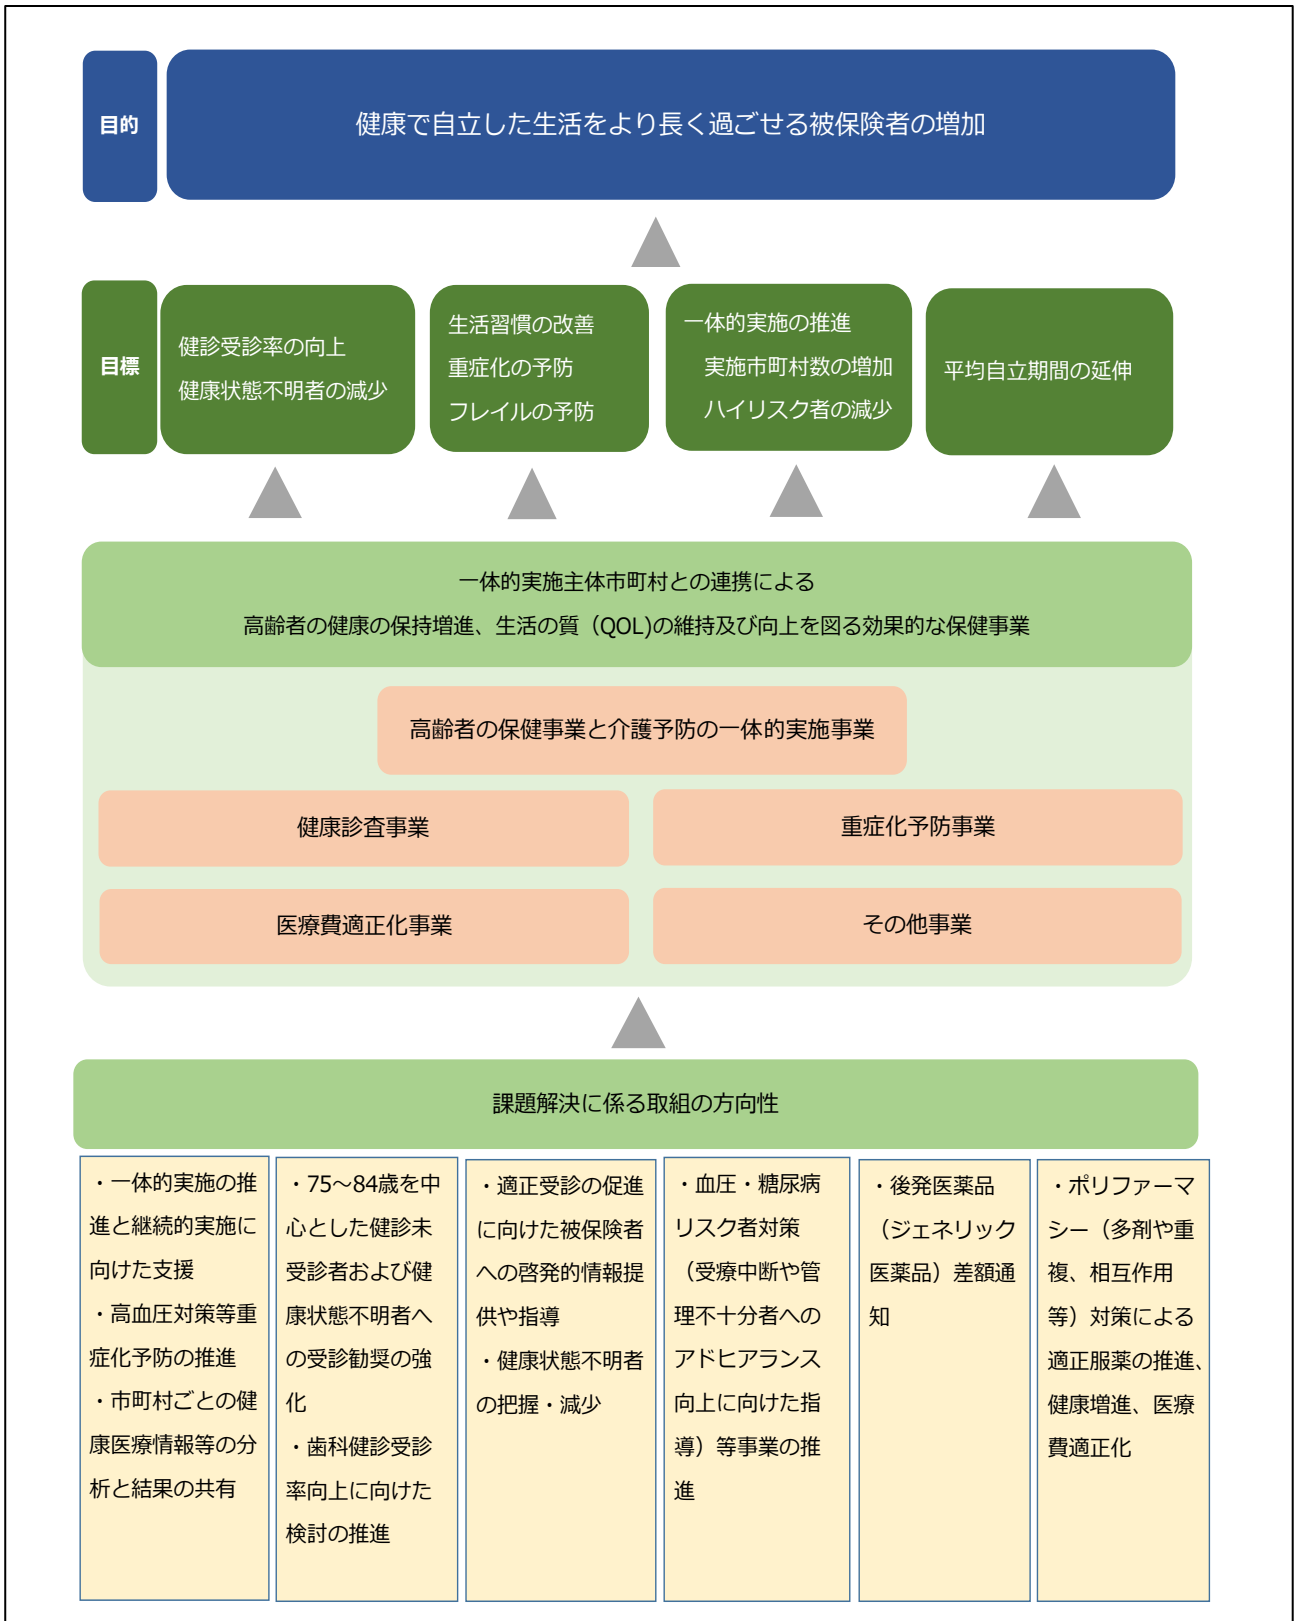 目的
健康で自立した生活をより長く過ごせる被保険者の増加
目標
健診受診率の向上
健康状態不明者の減少
生活習慣の改善
重症化の予防
フレイルの予防
一体的実施の推進
実施市町村数の増加
ハイリスク者の減少
平均自立期間の延伸
一体的実施主体市町村との連携による
高齢者の健康の保持増進、生活の質（QOL)の維持及び向上を図る効果的な保健事業
高齢者の保健事業と介護予防の一体的実施事業
健康診査事業
重症化予防事業
医療費適正化事業
その他事業
課題解決に係る取組の方向性
・一体的実施の推
進と継続的実施に
向けた支援
・高血圧対策等重
症化予防の推進
・市町村ごとの健
康医療情報等の分
析と結果の共有
・75～84歳を中
心とした健診未
受診者および健
康状態不明者へ
の受診勧奨の強
化
・歯科健診受診
率向上に向けた
検討の推進
・適正受診の促進
に向けた被保険者
への啓発的情報提
供や指導
・健康状態不明者
の把握・減少
・血圧・糖尿病
リスク者対策
（受療中断や管
理不十分者への
アドヒアランス
向上に向けた指
導）等事業の推
進
・後発医薬品
（ジェネリック
医薬品）差額通
知
・ポリファーマ
シー（多剤や重
複、相互作用
等）対策による
適正服薬の推進、
健康増進、医療
費適正化